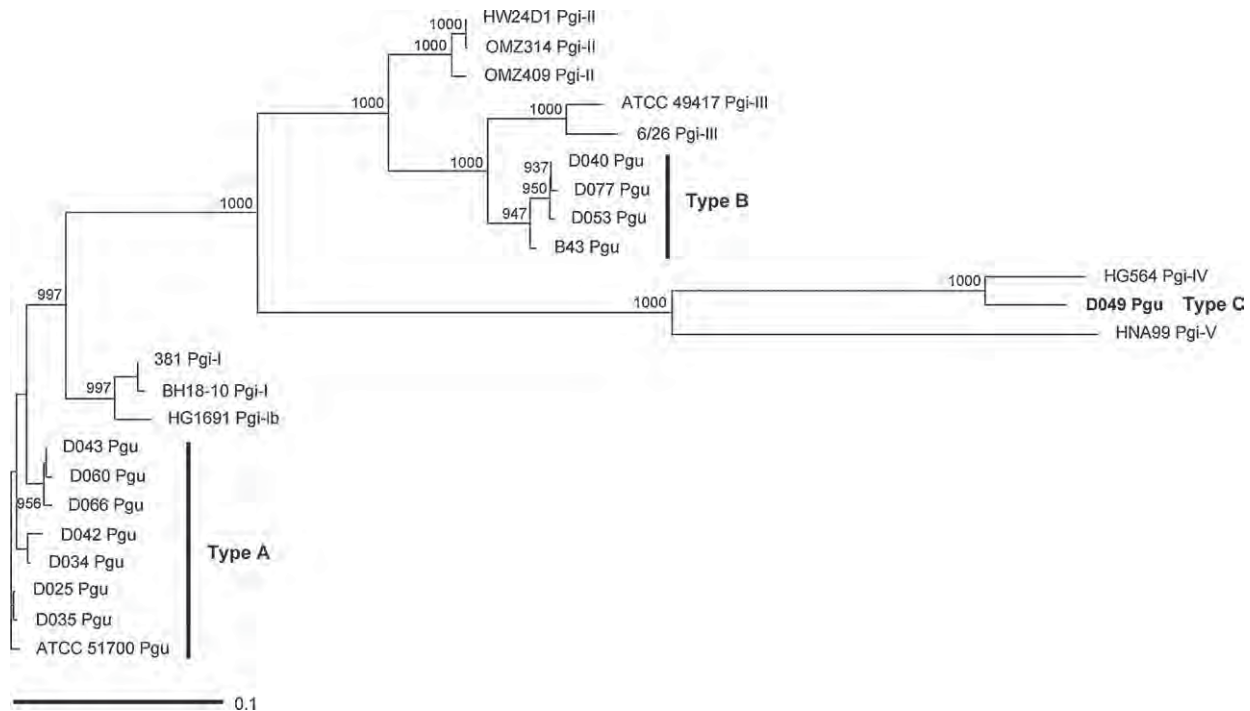 HW24D1 Pgi-II
1000
OMZ314 Pgi-II
1000
OMZ409 Pgi-II
1000
ATCC 49417 Pgi-III
1000
6/26 Pgi-III
D040 Pgu
937
1000
D077 Pgu
950
Type B
1000
D053 Pgu
947
B43 Pgu
HG564 Pgi-IV
1000
997
1000
D049 Pgu Type C
HNA99 Pgi-V
381 Pgi-I
997
BH18-10 Pgi-I
HG1691 Pgi-Ib
D043 Pgu
D060 Pgu
956
D066 Pgu
D042 Pgu
Type A
D034 Pgu
D025 Pgu
D035 Pgu
ATCC 51700 Pgu
0.1